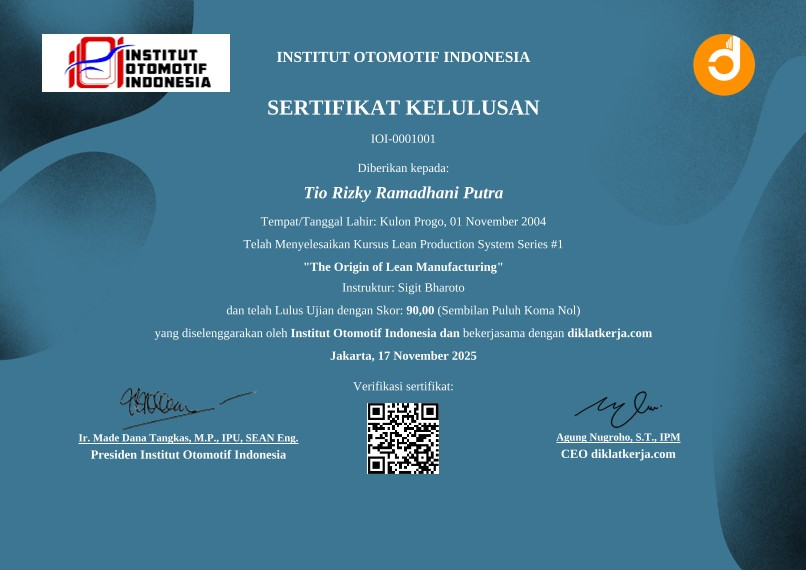 INSTITUT
OTOMOTIF
INDONESIA
INSTITUT OTOMOTIF INDONESIA
SERTIFIKAT KELULUSAN
IOI-0001001
Diberikan kepada:
Tio Rizky Ramadhani Putra
Tempat/Tanggal Lahir: Kulon Progo, 01 November 2004
Telah Menyelesaikan Kursus Lean Production System Series #1
"The Origin of Lean Manufacturing"
Instruktur: Sigit Bharoto
dan telah Lulus Ujian dengan Skor: 90,00 (Sembilan Puluh Koma Nol)
yang diselenggarakan oleh Institut Otomotif Indonesia dan bekerjasama dengan diklatkerja.com
Jakarta, 17 November 2025
Verifikasi sertifikat:
Ir. Made Dana Tangkas, M.P., IPU, SEAN Eng.
Presiden Institut Otomotif Indonesia
Agung Nugroho, S.T., IPM
CEO diklatkerja.com